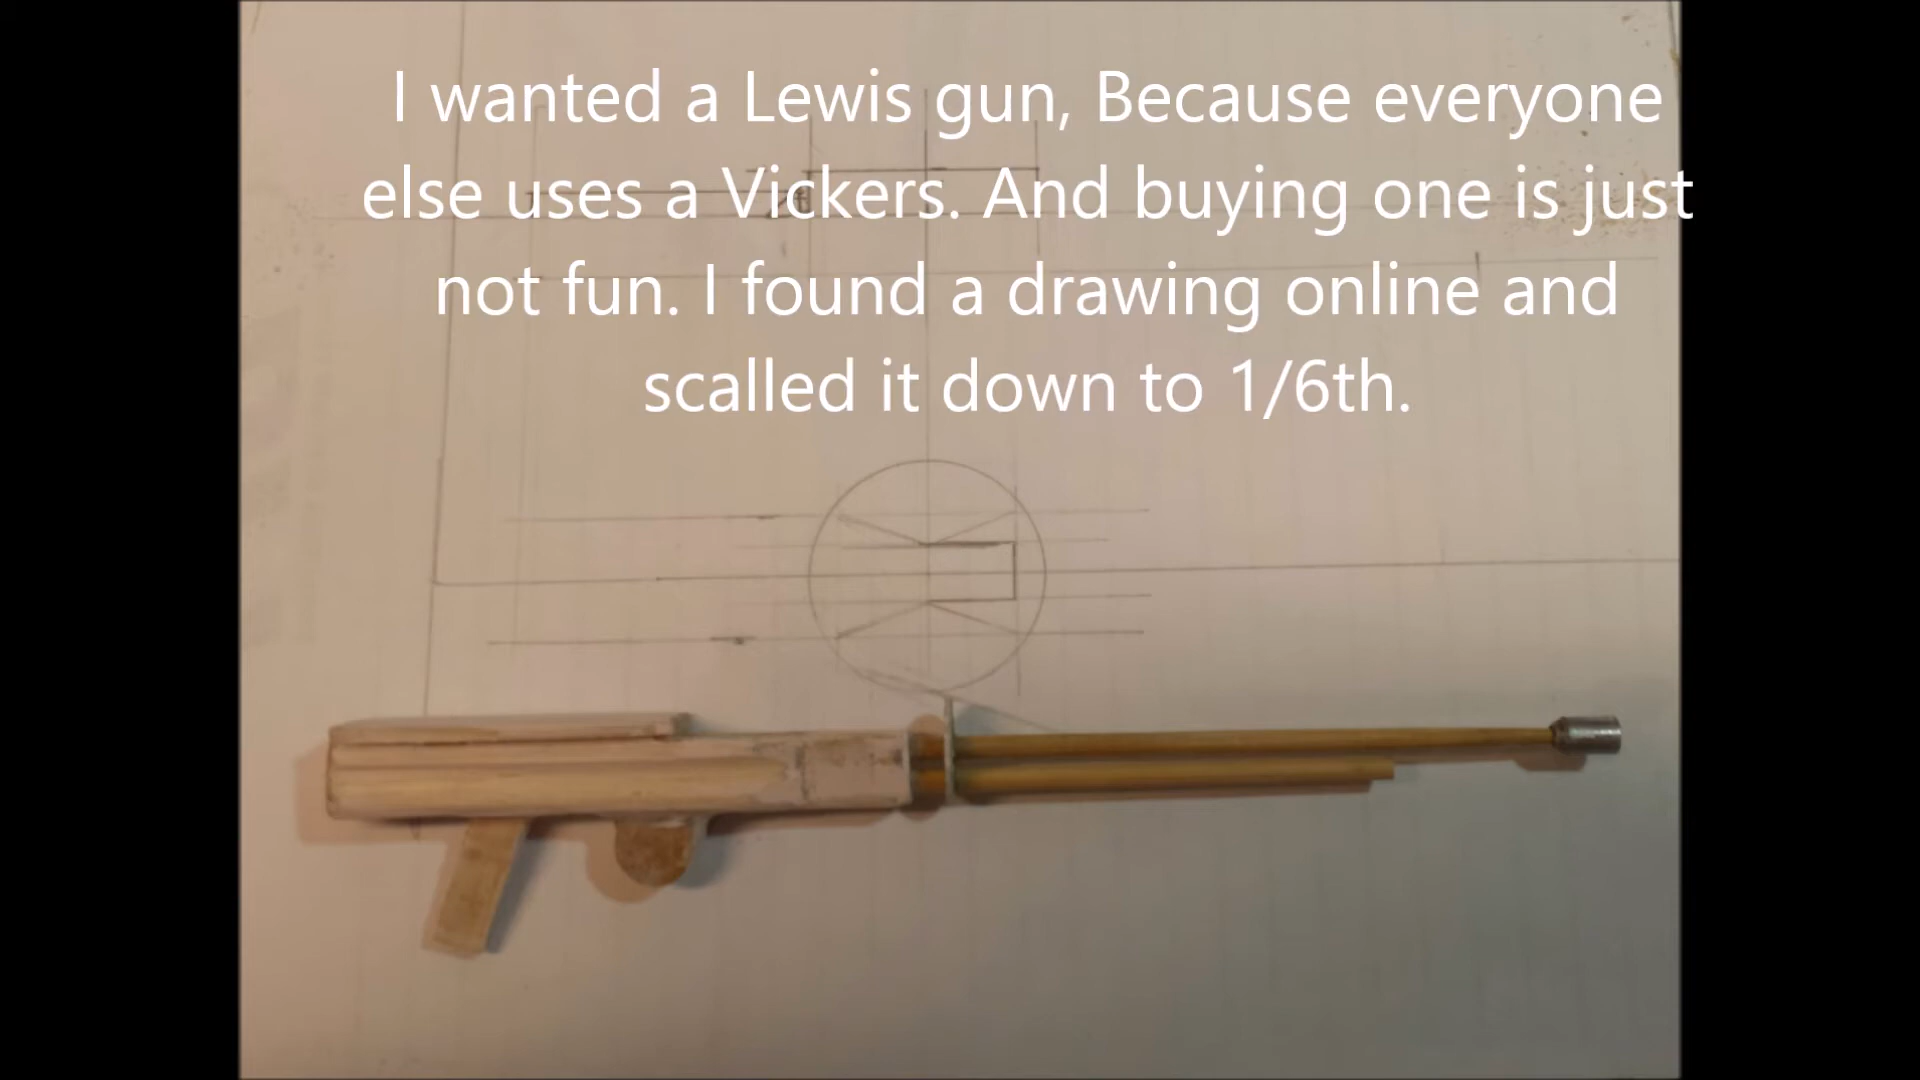 I wanted a Lewis gun, Because everyone
else uses a Vickers. And buying one is just
not fun. I found a drawing online and
scalled it down to 1/6th.